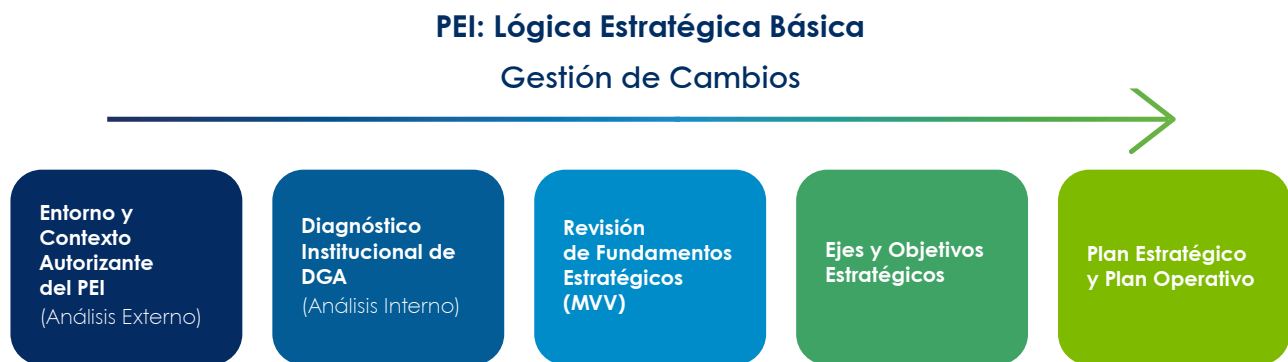 PEI: Lógica Estratégica Básica
Gestión de Cambios
Entorno y
Contexto
Autorizante
del PEI
(Análisis Externo)
Diagnóstico
Institucional de
DGA
(Análisis Interno)
Revisión
de Fundamentos
Estratégicos
(MVV)
Ejes y Objetivos
Estratégicos
Plan Estratégico
y Plan Operativo